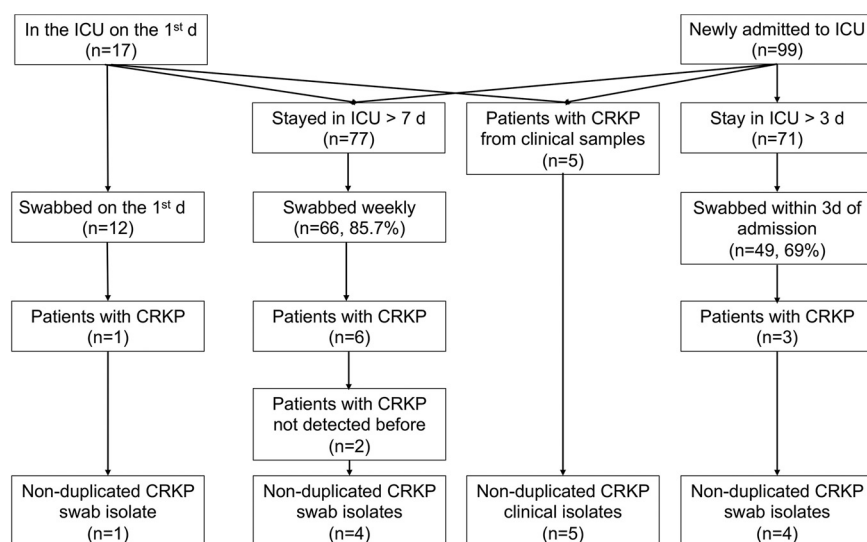 In the ICU on the 1st d
(n=17)
Newly admitted to ICU
(n=99)
Stayed in ICU > 7 d
(n=77)
Patients with CRKP
from clinical samples
(n=5)
Stay in ICU > 3 d
(n=71)
Swabbed on the 1st d
(n=12)
Swabbed weekly
(n=66, 85.7%)
Swabbed within 3d of
admission
(n=49, 69%)
Patients with CRKP
(n=1)
Patients with CRKP
(n=6)
Patients with CRKP
(n=3)
Patients with CRKP
not detected before
(n=2)
Non-duplicated CRKP
swab isolate
(n=1)
Non-duplicated CRKP
swab isolates
(n=4)
Non-duplicated CRKP
clinical isolates
(n=5)
Non-duplicated CRKP
swab isolates
(n=4)